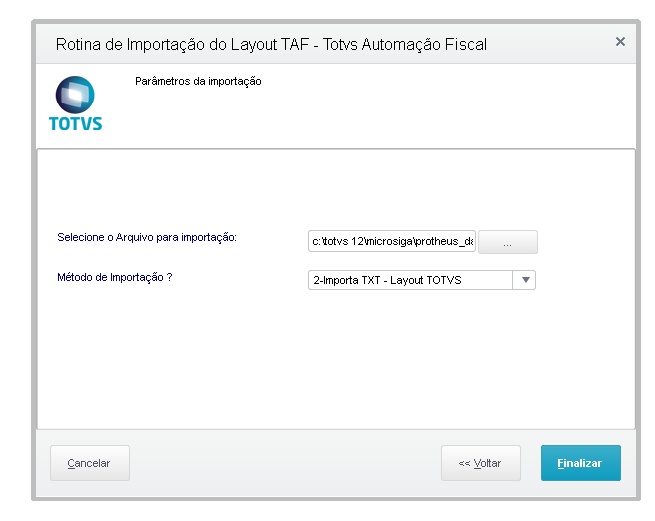 Rotina de Importação do Layout TAF - Totvs Automação Fiscal
×
Parâmetros da importação
TOTVS
Selecione o Arquivo para importação:
c:\totvs 12\microsiga\protheus_da
...
Método de Importação ?
2-Importa TXT - Layout TOTVS
Cancelar
<< Voltar
Finalizar